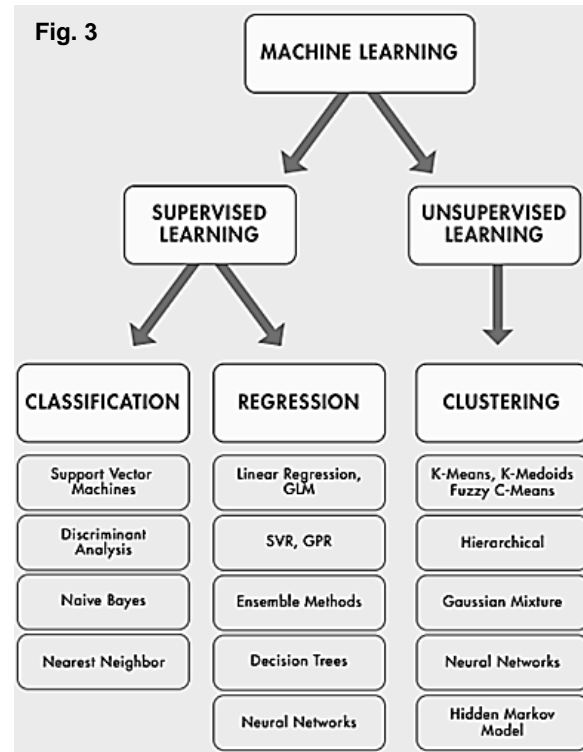 Fig. 3
MACHINE LEARNING
SUPERVISED
LEARNING
UNSUPERVISED
LEARNING
CLASSIFICATION
Support Vector
Machines
Discriminant
Analysis
Naive Bayes
Nearest Neighbor
REGRESSION
Linear Regression,
GLM
SVR, GPR
Ensemble Methods
Decision Trees
Neural Networks
CLUSTERING
K-Means, K-Medoids
Fuzzy C-Means
Hierarchical
Gaussian Mixture
Neural Networks
Hidden Markov
Model